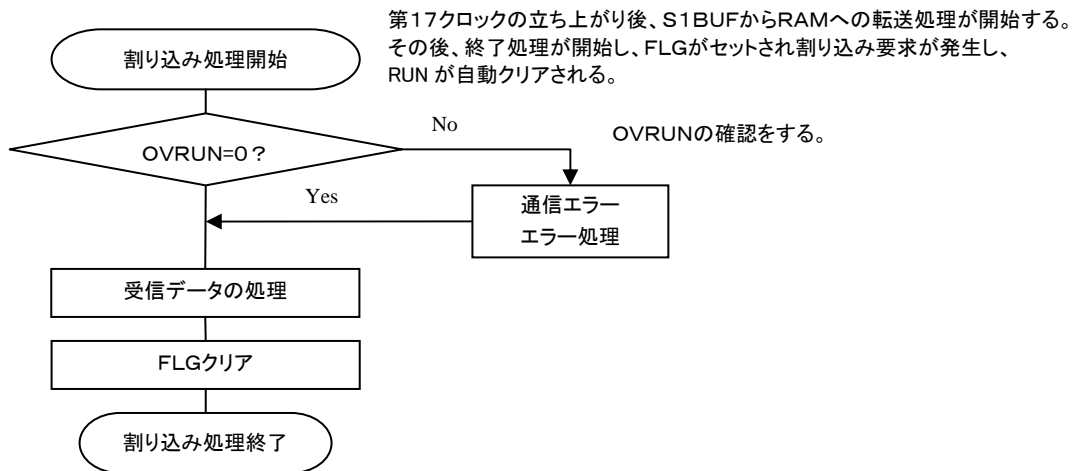 第17クロックの立ち上がり後、S1BUFからRAMへの転送処理が開始する。
その後、終了処理が開始し、FLGがセットされ割り込み要求が発生し、
RUN が自動クリアされる。
割り込み処理開始
No
OVRUNの確認をする。
OVRUN=0？
Yes
通信エラー
エラー処理
受信データの処理
FLGクリア
割り込み処理終了